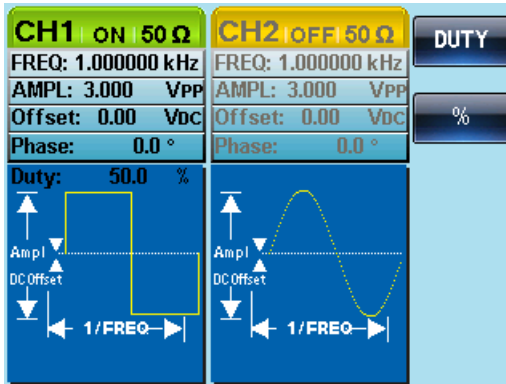 CH1 ON 50 Ω
FREQ: 1.000000 kHz
AMPL: 3.000 VPP
Offset: 0.00 VDC
Phase: 0.0 °
Duty: 50.0 %
Ampl
DC Offset
1/FREQ
CH2 OFF 50 Ω
FREQ: 1.000000 kHz
AMPL: 3.000 VPP
Offset: 0.00 VDC
Phase: 0.0 °
Ampl
DC Offset
1/FREQ
DUTY
%